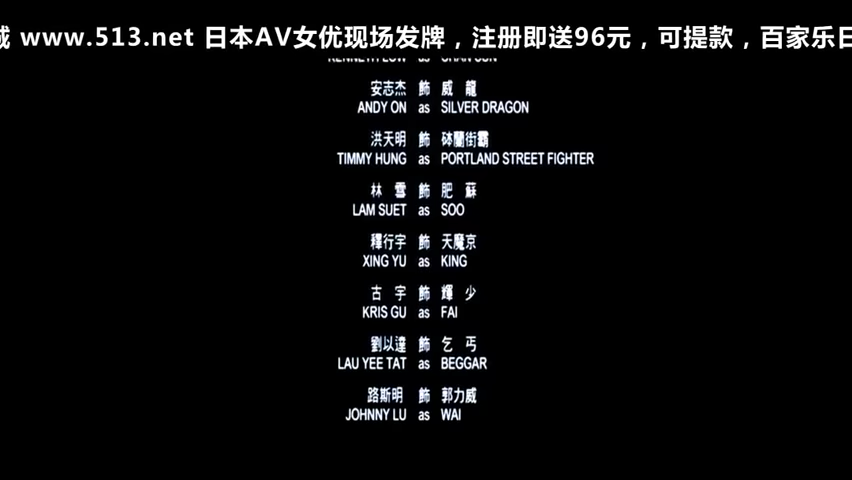 城 www.513.net 日本AV女优现场发牌，注册即送96元，可提款，百家乐日
安志杰 飾 威龍
ANDY ON as SILVER DRAGON
洪天明 飾 砵蘭街霸
TIMMY HUNG as PORTLAND STREET FIGHTER
林雪 飾 肥蘇
LAM SUET as SOO
釋行宇 飾 天魔京
XING YU as KING
古宇 飾 輝少
KRIS GU as FAI
劉以達 飾 乞丐
LAU YEE TAT as BEGGAR
路斯明 飾 郭力威
JOHNNY LU as WAI